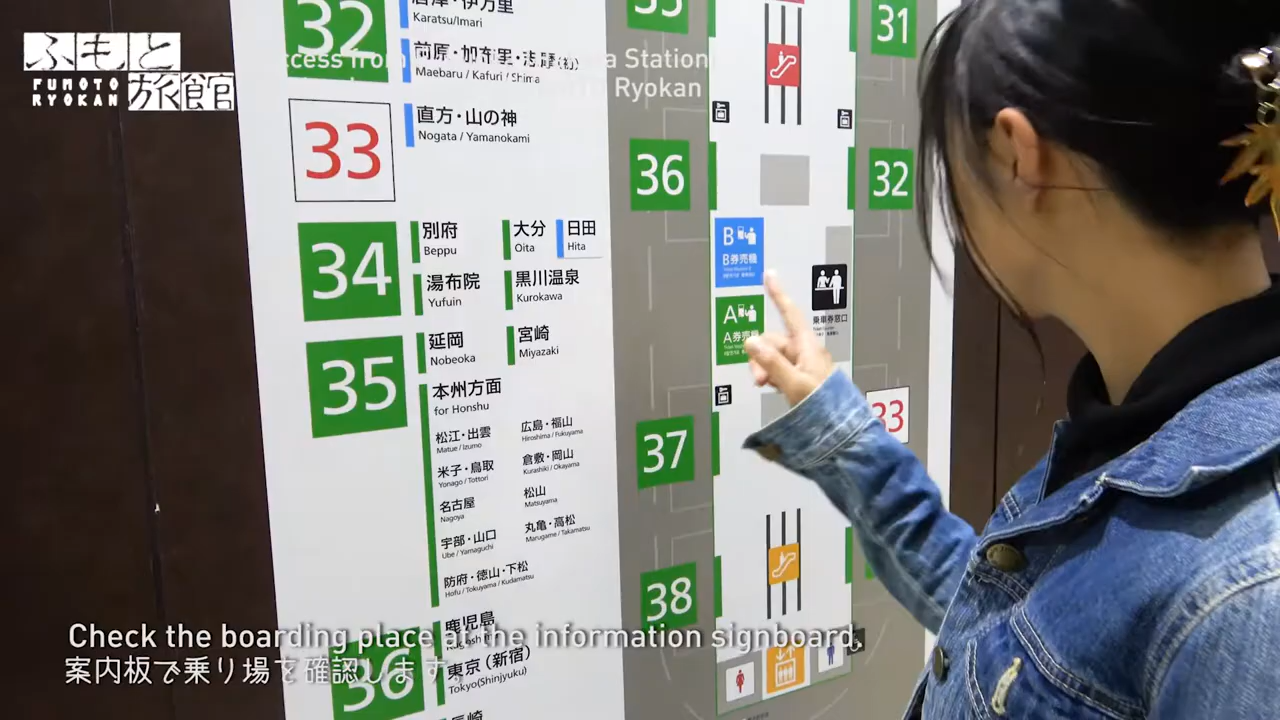 ふもと
旅館
FUMOTO
RYOKAN
Station
Ryokan
32
唐津・伊万里
Karatsu/Imari
前原・加布里・志摩
Maebaru / Kafuri / Shima
33
直方・山の神
Nogata / Yamanokami
34
別府
Beppu
大分
Oita
日田
Hita
湯布院
Yufuin
黒川温泉
Kurokawa
35
延岡
Nobeoka
宮崎
Miyazaki
本州方面
for Honshu
松江・出雲
Matue / Izumo
広島・福山
Hiroshima / Fukuyama
米子・鳥取
Yonago / Tottori
倉敷・岡山
Kurashiki / Okayama
名古屋
Nagoya
松山
Matsuyama
宇部・山口
Ube / Yamaguchi
丸亀・高松
Marugame / Takamatsu
防府・徳山・下松
Hofu / Tokuyama / Kudamatsu
36
鹿児島
東京（新宿）
Tokyo(Shinjyuku)
長崎
35
31
36
32
B
B券売機
A
A券売機
乗車券窓口
37
33
38
Check the boarding place at the information signboard.
案内板で乗り場を確認します。